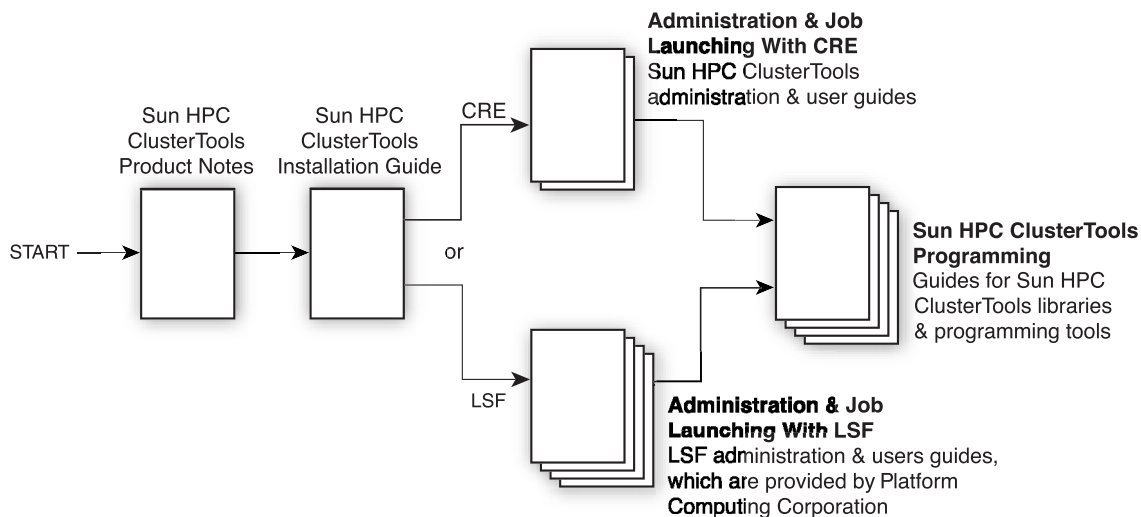 START
Sun HPC
ClusterTools
Product Notes
Sun HPC
ClusterTools
Installation Guide
CRE
or
LSF
Administration & Job
Launching With CRE
Sun HPC ClusterTools
administration & user guides
Administration & Job
Launching With LSF
LSF administration & users guides,
which are provided by Platform
Computing Corporation
Sun HPC ClusterTools
Programming
Guides for Sun HPC
ClusterTools libraries
& programming tools